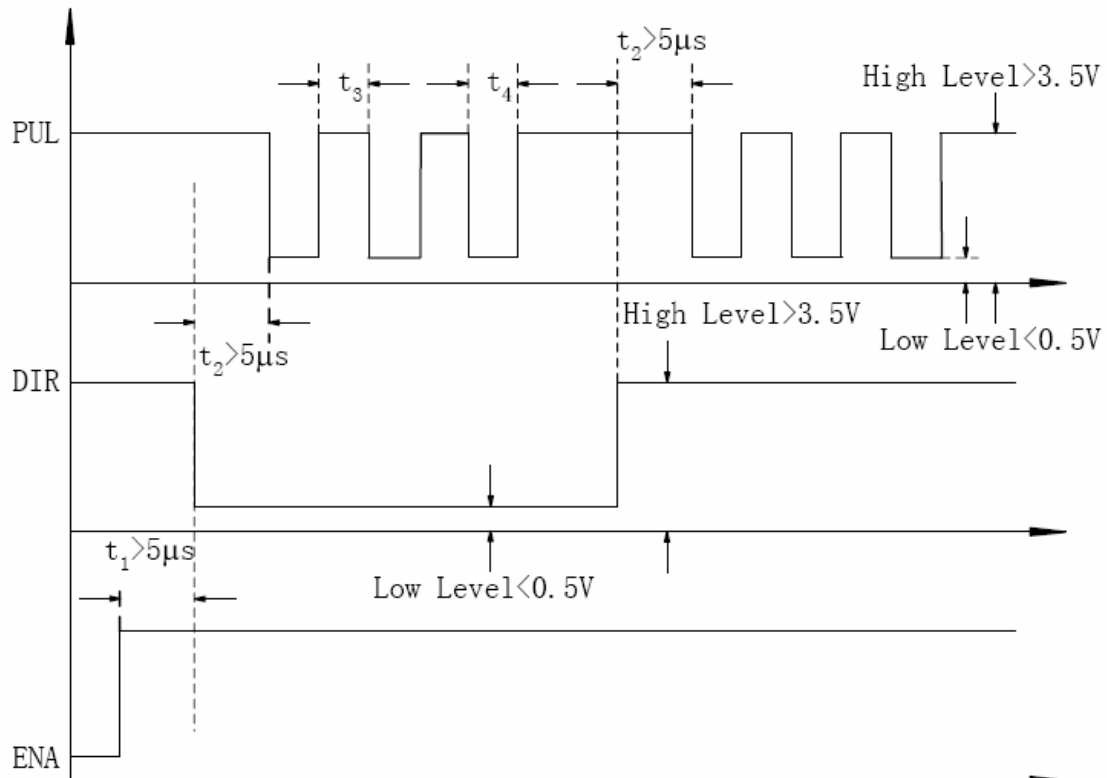 t₂>5μs
High Level>3.5V
t₃
t₄
PUL
High Level>3.5V
Low Level<0.5V
t₂>5μs
DIR
t₁>5μs
Low Level<0.5V
ENA